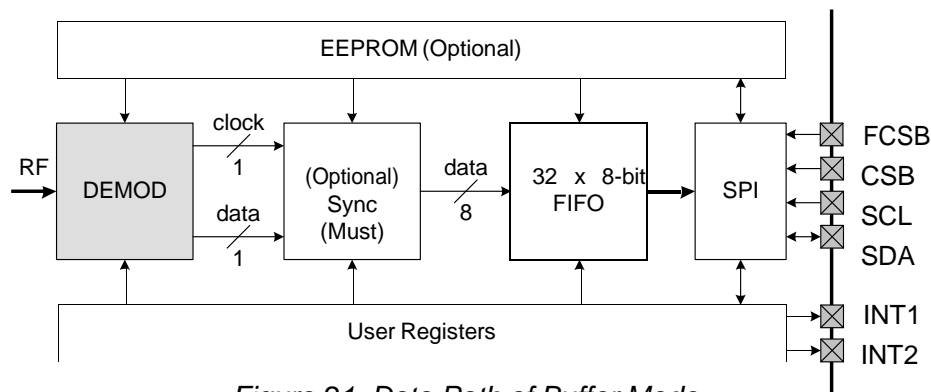 EEPROM (Optional)
RF
DEMOD
clock
1
data
1
(Optional)
Sync
(Must)
data
8
32 x 8-bit
FIFO
SPI
FCSB
CSB
SCL
SDA
User Registers
INT1
INT2
Figure 21. Data Path of Buffer Mode